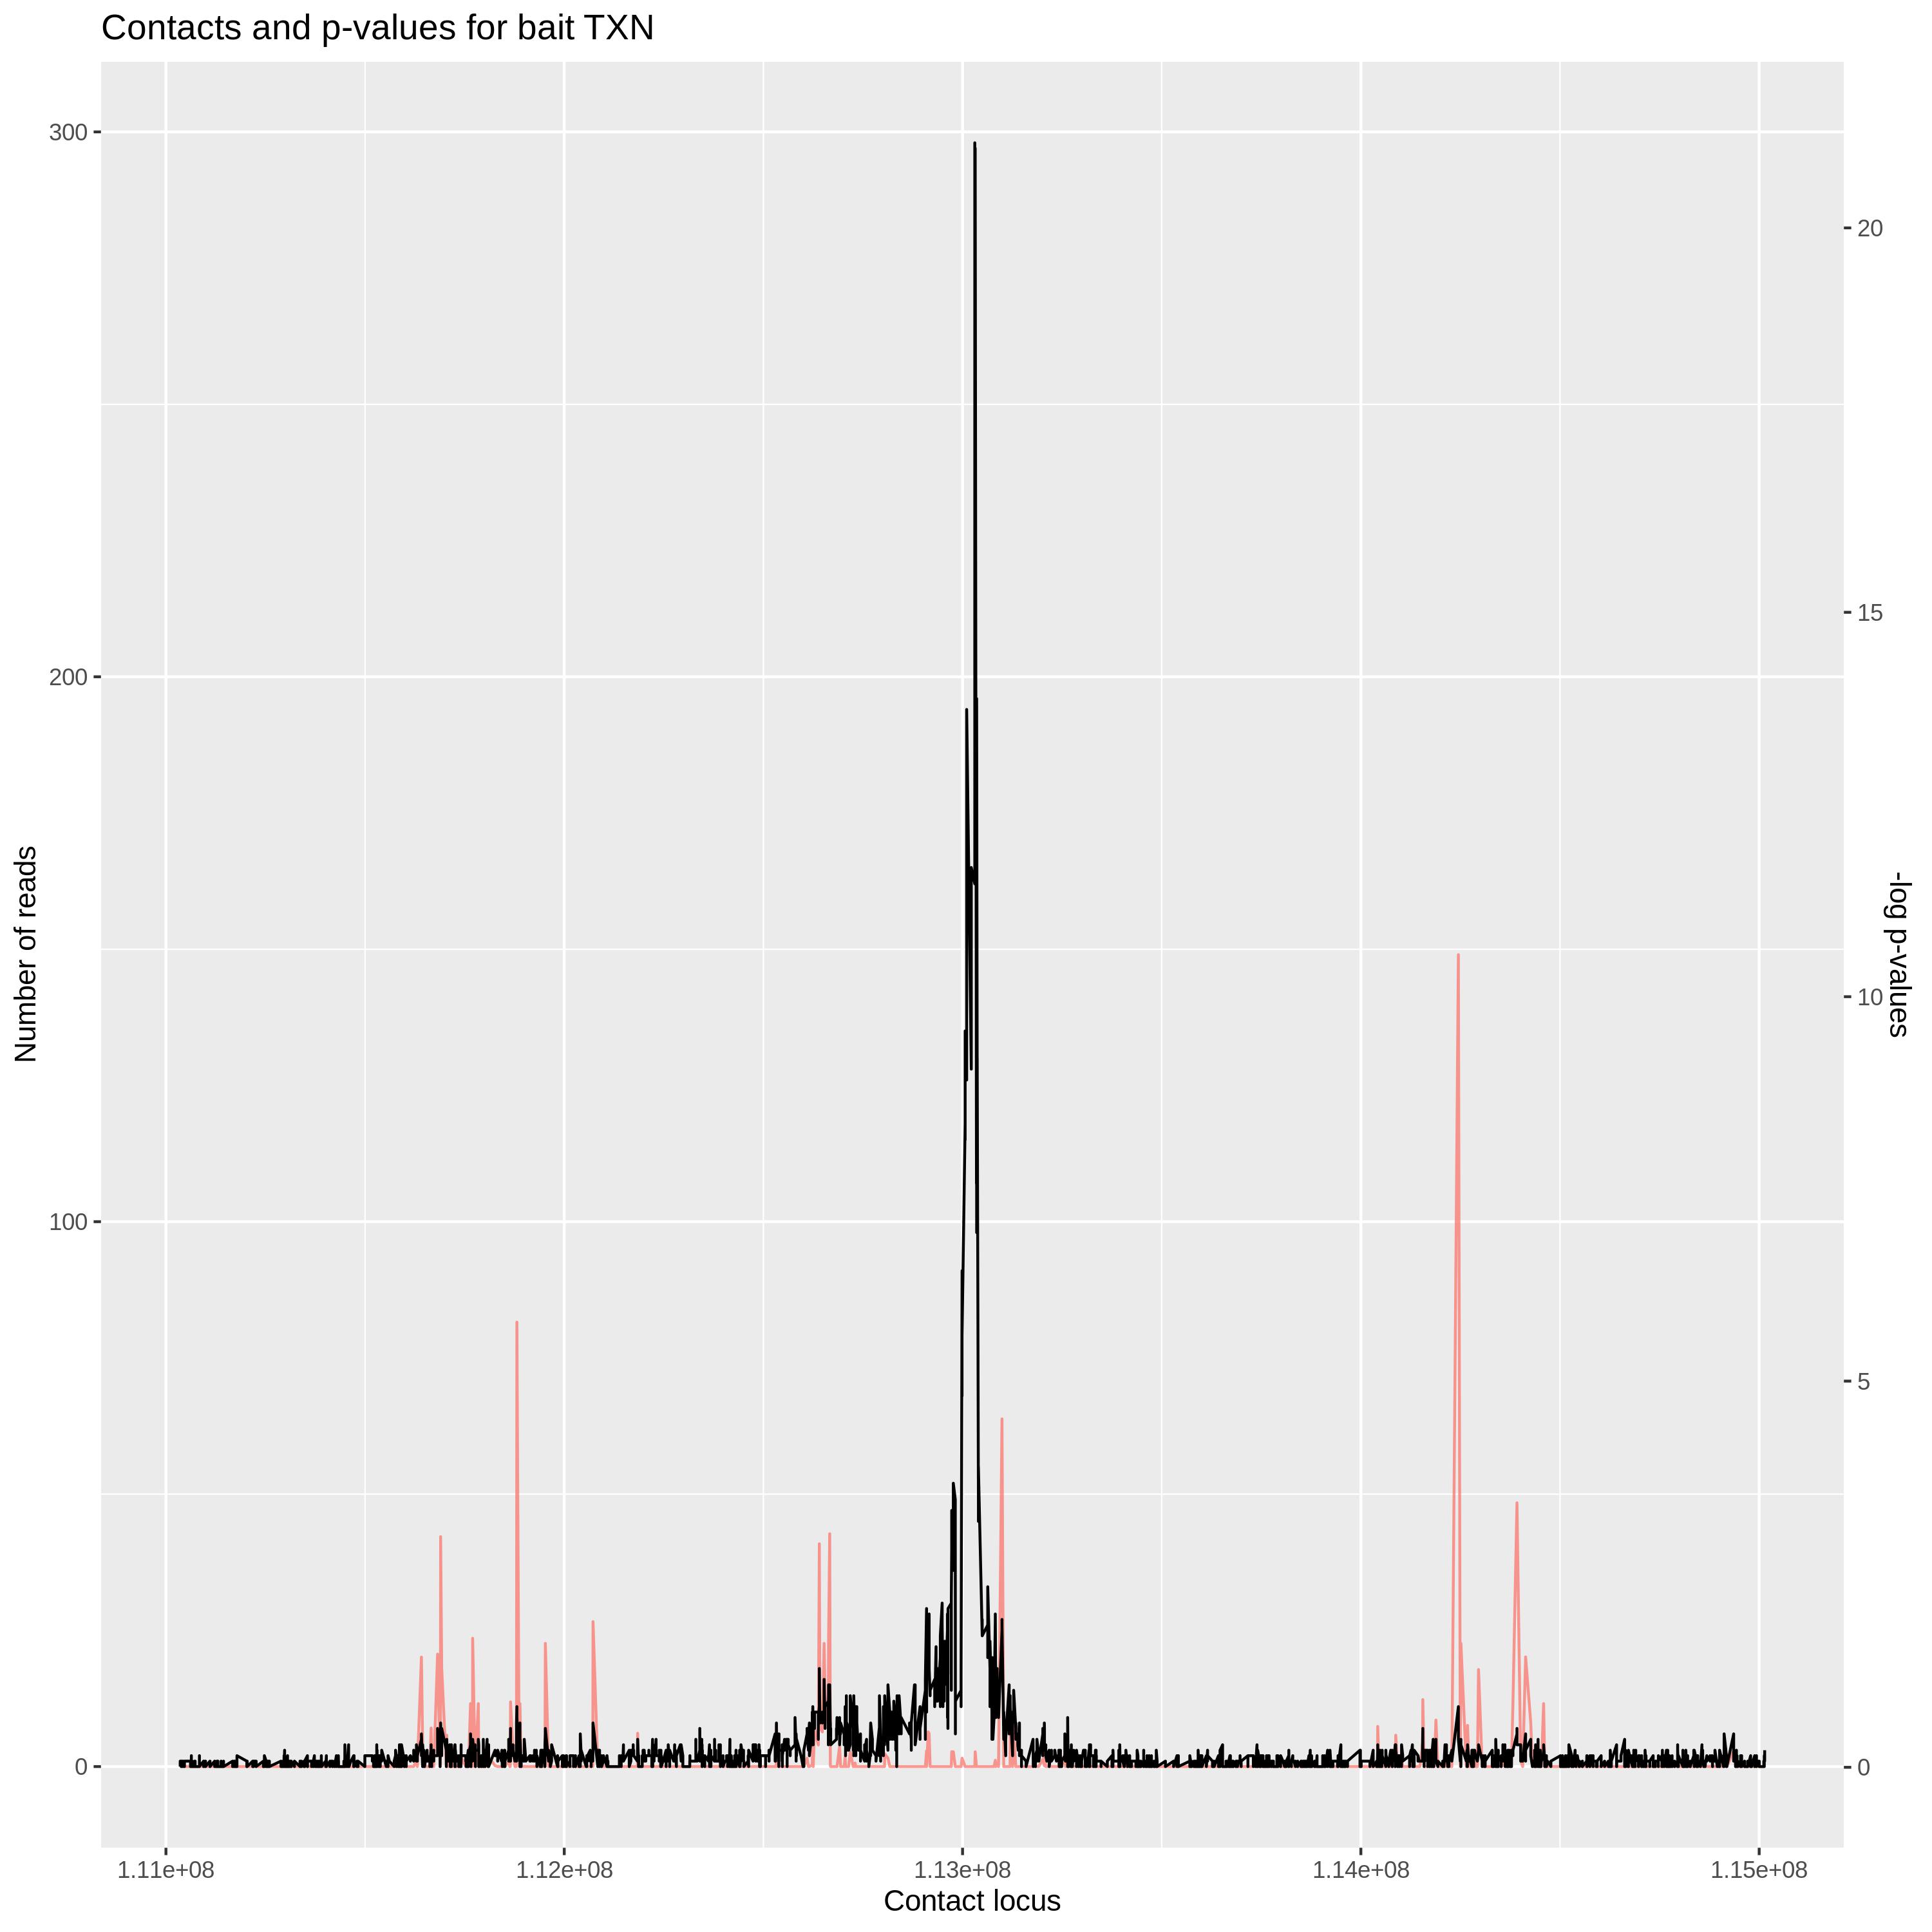 Contacts and p-values for bait TXN
300
200
100
0
20
15
10
5
0
Number of reads
-log p-values
1.11e+08 1.12e+08 1.13e+08 1.14e+08 1.15e+08
Contact locus